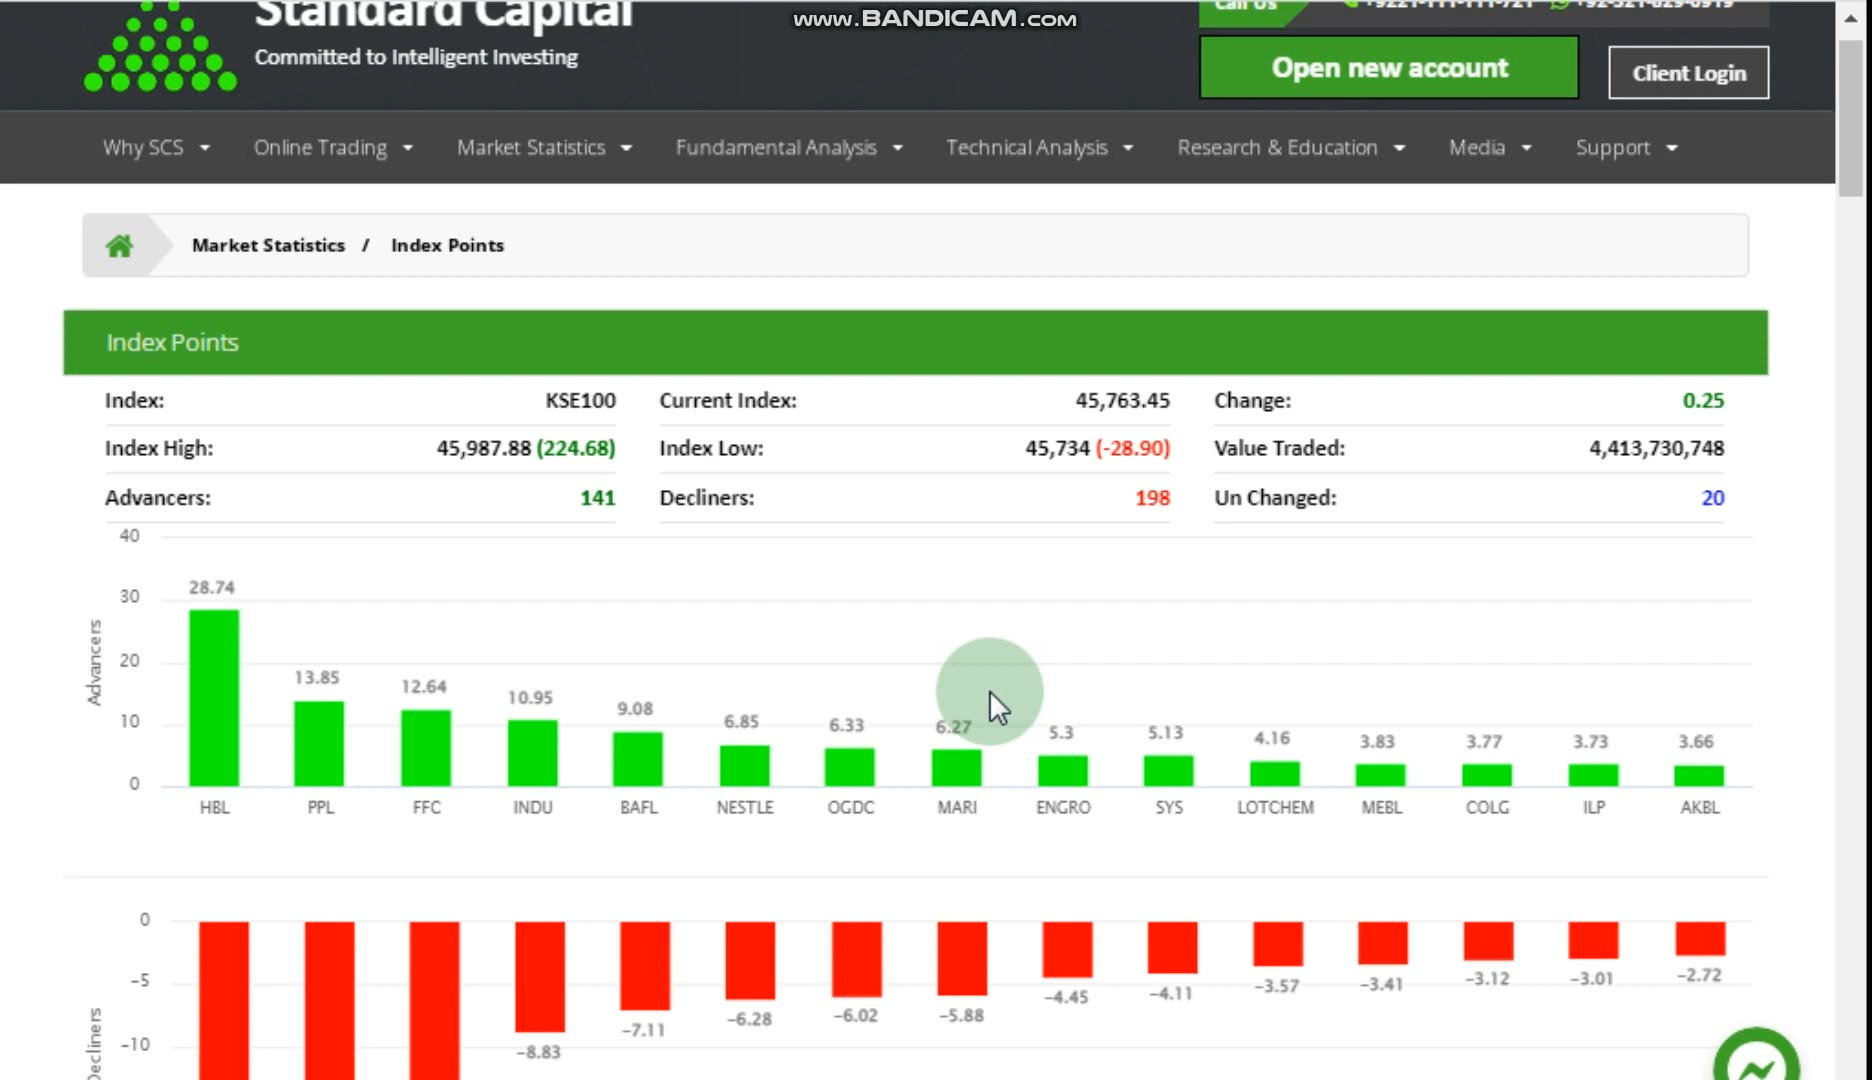 Standard Capital
www.BANDICAM.com
Call Us
Committed to Intelligent Investing
Open new account
Client Login
Why SCS
Online Trading
Market Statistics
Fundamental Analysis
Technical Analysis
Research & Education
Media
Support
Market Statistics / Index Points
Index Points
Index: KSE100 Current Index: 45,763.45 Change: 0.25
Index High: 45,987.88 (224.68) Index Low: 45,734 (-28.90) Value Traded: 4,413,730,748
Advancers: 141 Decliners: 198 Un Changed: 20
40
30
20
10
0
Advancers
28.74
13.85
12.64
10.95
9.08
6.85
6.33
6.27
5.3
5.13
4.16
3.83
3.77
3.73
3.66
HBL PPL FFC INDU BAFL NESTLE OGDC MARI ENGRO SYS LOTCHEM MEBL COLG ILP AKBL
0
−5
−10
Decliners
−8.83
−7.11
−6.28
−6.02
−5.88
−4.45
−4.11
−3.57
−3.41
−3.12
−3.01
−2.72